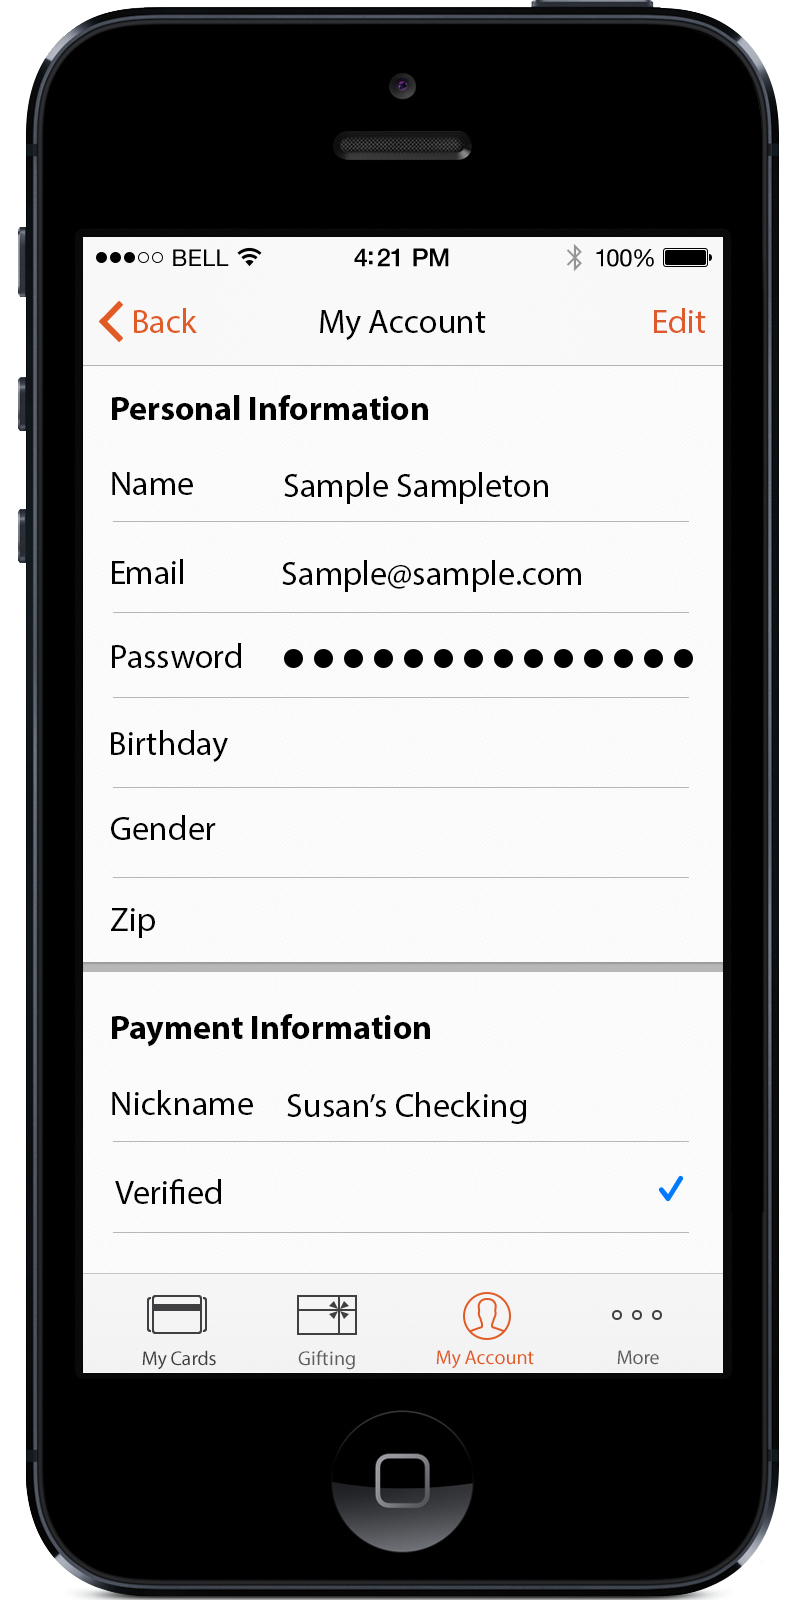 BELL 4:21 PM 100%
Back My Account Edit
Personal Information
Name Sample Sampleton
Email Sample@sample.com
Password ●●●●●●●●●●●●●●
Birthday
Gender
Zip
Payment Information
Nickname Susan’s Checking
Verified
My Cards Gifting My Account More